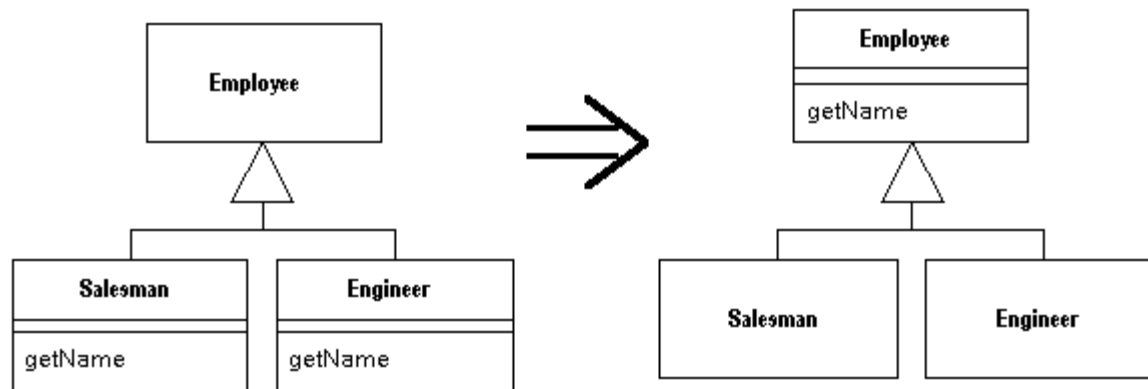 Employee
Salesman
getName
Engineer
getName
Employee
getName
Salesman
Engineer